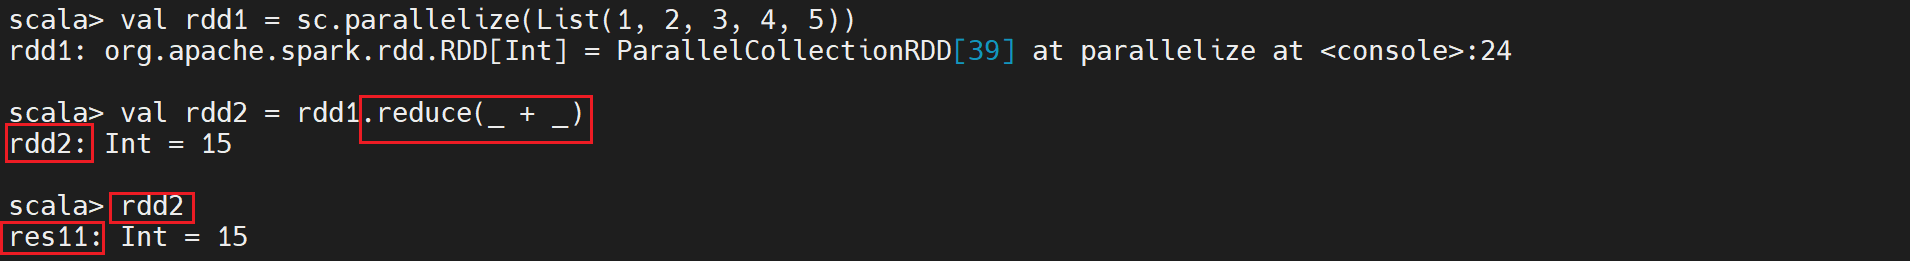 scala> val rdd1 = sc.parallelize(List(1, 2, 3, 4, 5))
rdd1: org.apache.spark.rdd.RDD[Int] = ParallelCollectionRDD[39] at parallelize at <console>:24
scala> val rdd2 = rdd1.reduce(_ + _)
rdd2: Int = 15
scala> rdd2
res11: Int = 15